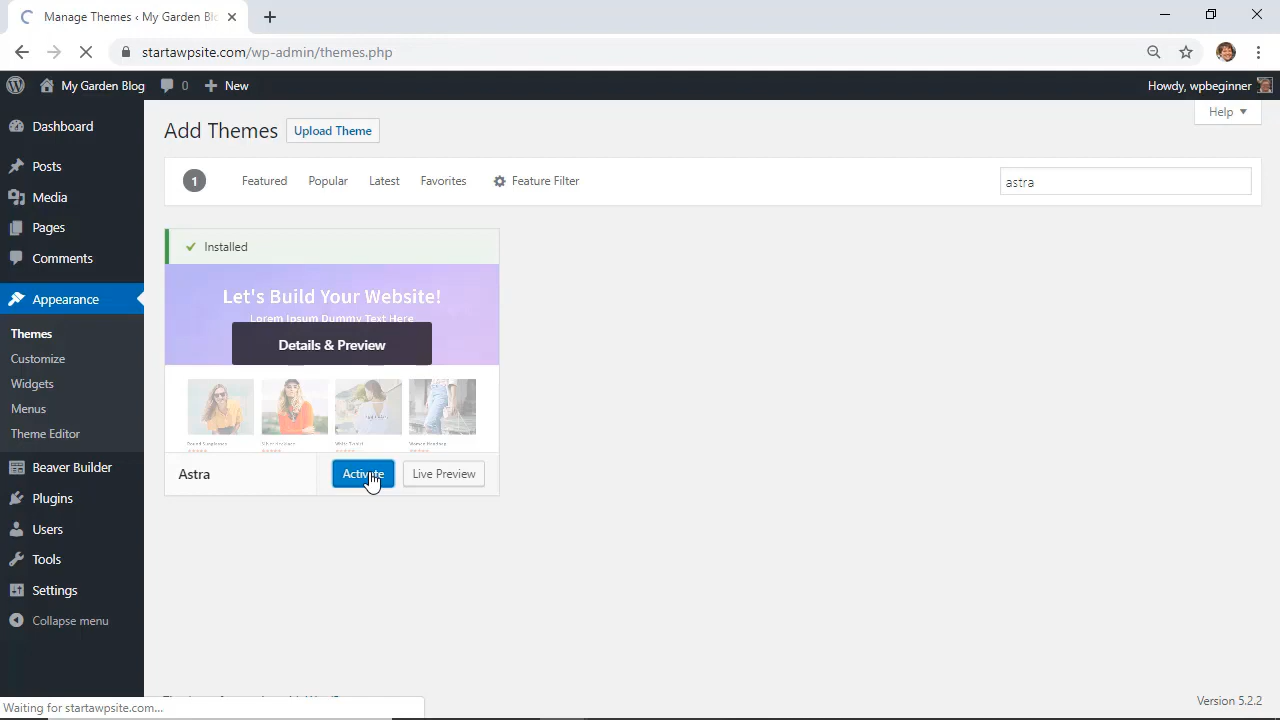 Manage Themes ‹ My Garden Blo
startawpsite.com/wp-admin/themes.php
My Garden Blog 0 New Howdy, wpbeginner
Help
Dashboard
Posts
Media
Pages
Comments
Appearance
Themes
Customize
Widgets
Menus
Theme Editor
Beaver Builder
Plugins
Users
Tools
Settings
Collapse menu
Add Themes Upload Theme
1 Featured Popular Latest Favorites Feature Filter astra
Installed
Let's Build Your Website!
Lorem Ipsum Dummy Text Here
Details & Preview
Astra Activate Live Preview
Waiting for startawpsite.com...
Version 5.2.2